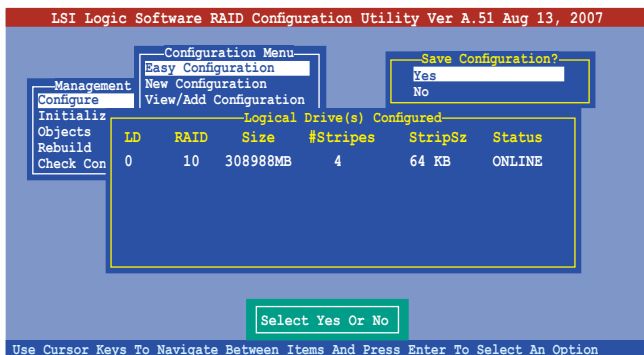 LSI Logic Software RAID Configuration Utility Ver A.51 Aug 13, 2007
Configuration Menu
Easy Configuration
New Configuration
View/Add Configuration
Save Configuration?
Yes
No
Management
Configure
Initializ
Objects
Rebuild
Check Con
Logical Drive(s) Configured
LD RAID Size #Stripes StripSz Status
0 10 308988MB 4 64 KB ONLINE
Select Yes Or No
Use Cursor Keys To Navigate Between Items And Press Enter To Select An Option